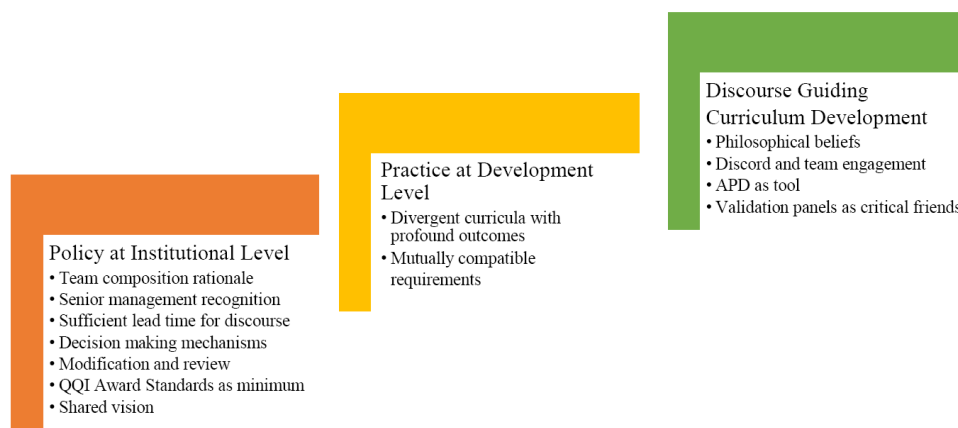 Policy at Institutional Level
• Team composition rationale
• Senior management recognition
• Sufficient lead time for discourse
• Decision making mechanisms
• Modification and review
• QQI Award Standards as minimum
• Shared vision
Practice at Development
Level
• Divergent curricula with
profound outcomes
• Mutually compatible
requirements
Discourse Guiding
Curriculum Development
• Philosophical beliefs
• Discord and team engagement
• APD as tool
• Validation panels as critical friends